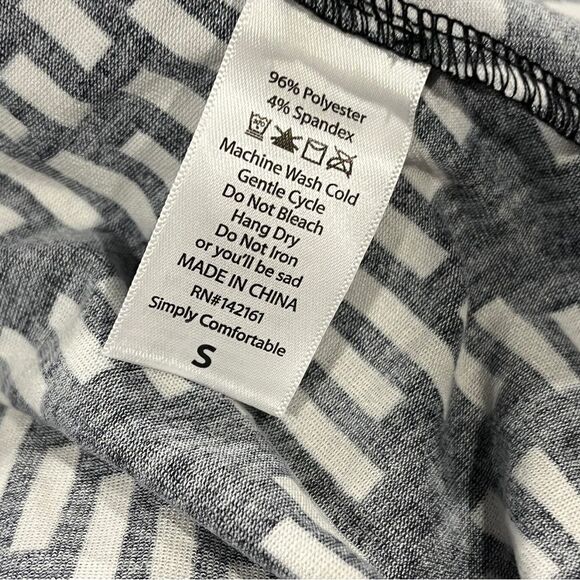 96% Polyester
4% Spandex
Machine Wash Cold
Gentle Cycle
Do Not Bleach
Hang Dry
Do Not Iron
or you'll be sad
MADE IN CHINA
RN#142161
Simply Comfortable
S